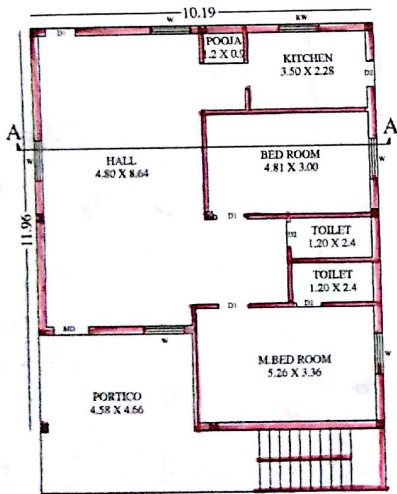 10.19
W
KW
D1
POOJA
1.2 X 0.9
KITCHEN
3.50 X 2.28
D2
A
A
W
HALL
4.80 X 8.64
BED ROOM
4.81 X 3.00
W
11.96
D1
D2
TOILET
1.20 X 2.4
TOILET
1.20 X 2.4
D1
D2
MD
W
M.BED ROOM
5.26 X 3.36
W
PORTICO
4.58 X 4.66